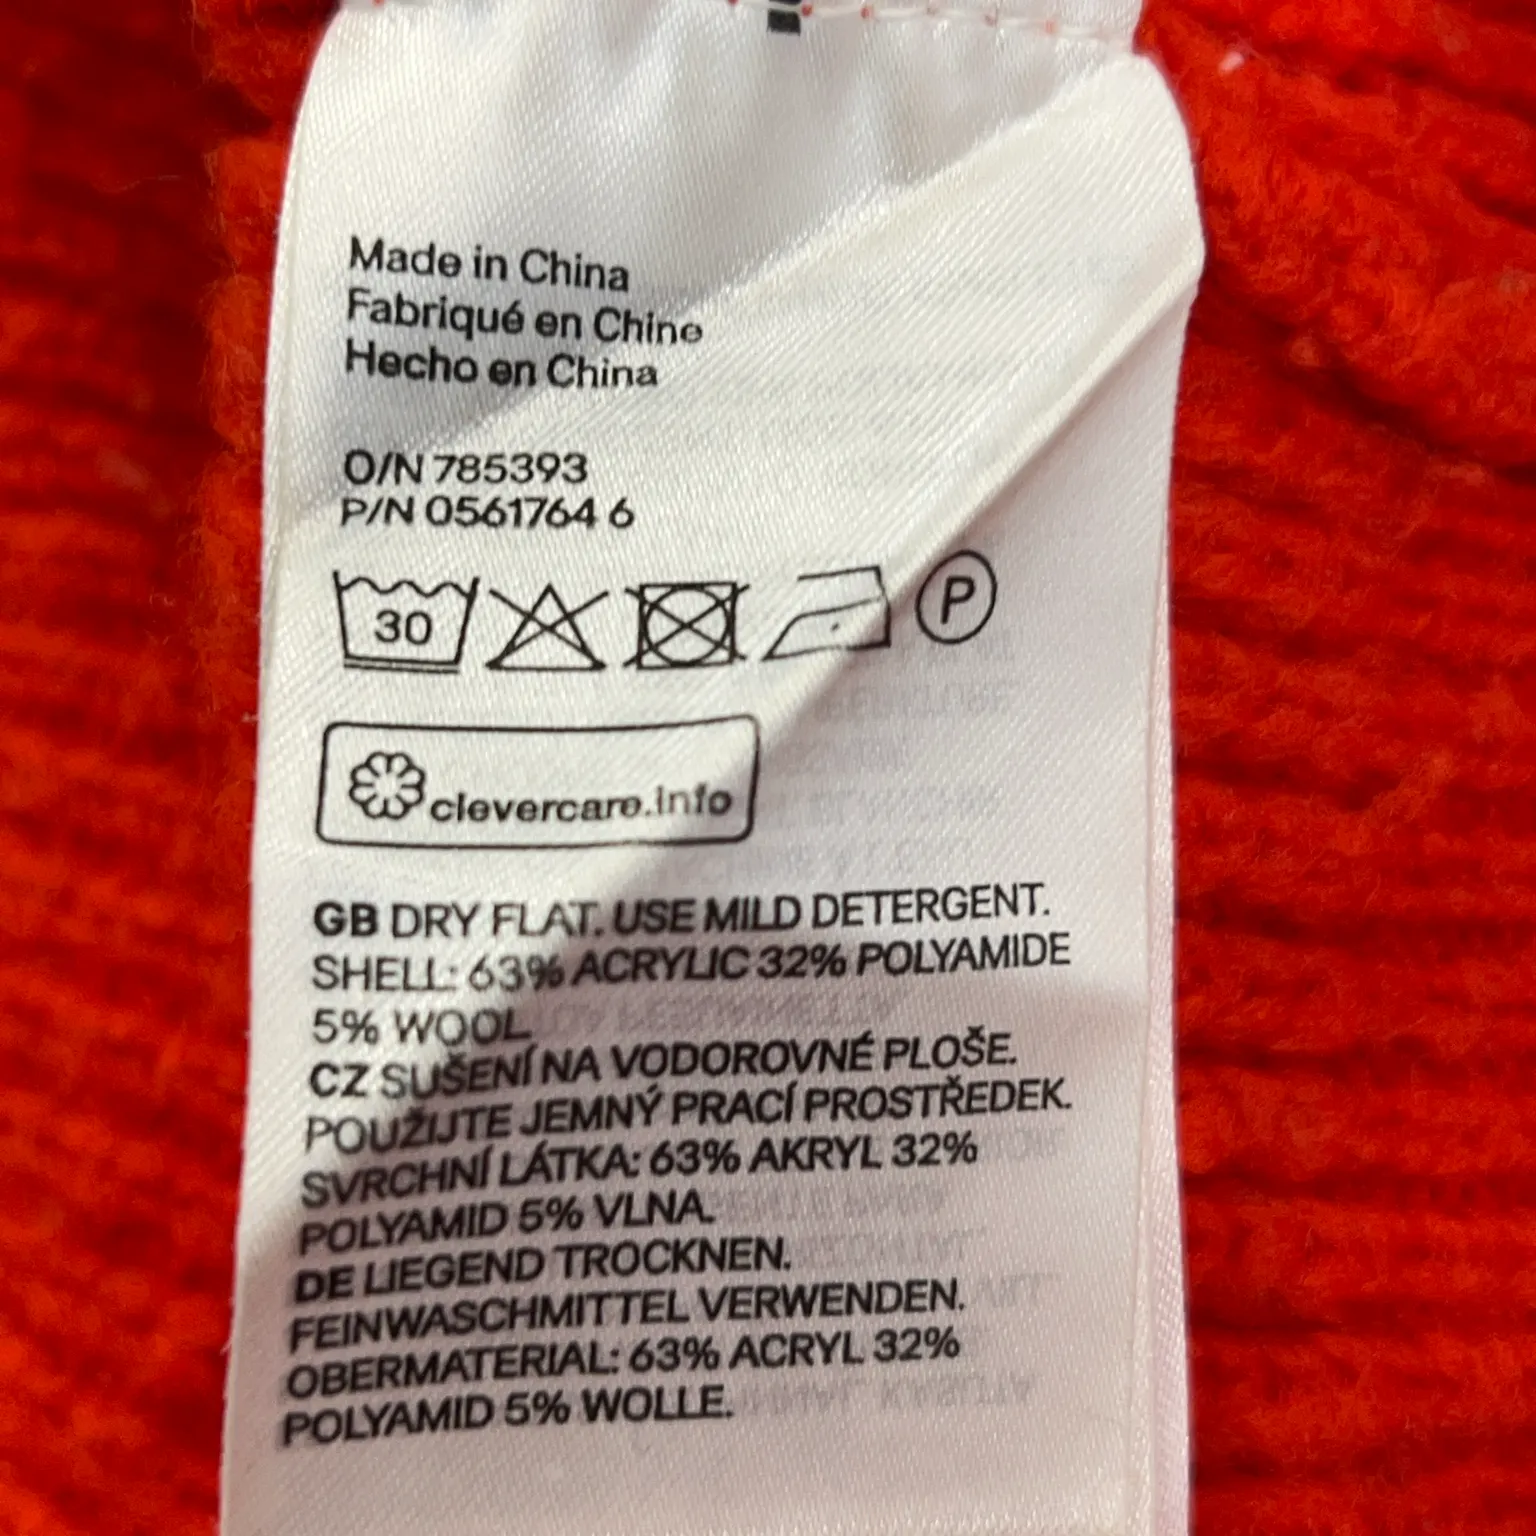 Made in China
Fabriqué en Chine
Hecho en China
O/N 785393
P/N 0561764 6
30
P
clevercare.info
GB DRY FLAT. USE MILD DETERGENT.
SHELL: 63% ACRYLIC 32% POLYAMIDE
5% WOOL
CZ SUŠENÍ NA VODOROVNÉ PLOŠE.
POUŽIJTE JEMNÝ PRACÍ PROSTŘEDEK.
SVRCHNÍ LÁTKA: 63% AKRYL 32%
POLYAMID 5% VLNA.
DE LIEGEND TROCKNEN.
FEINWASCHMITTEL VERWENDEN.
OBERMATERIAL: 63% ACRYL 32%
POLYAMID 5% WOLLE.